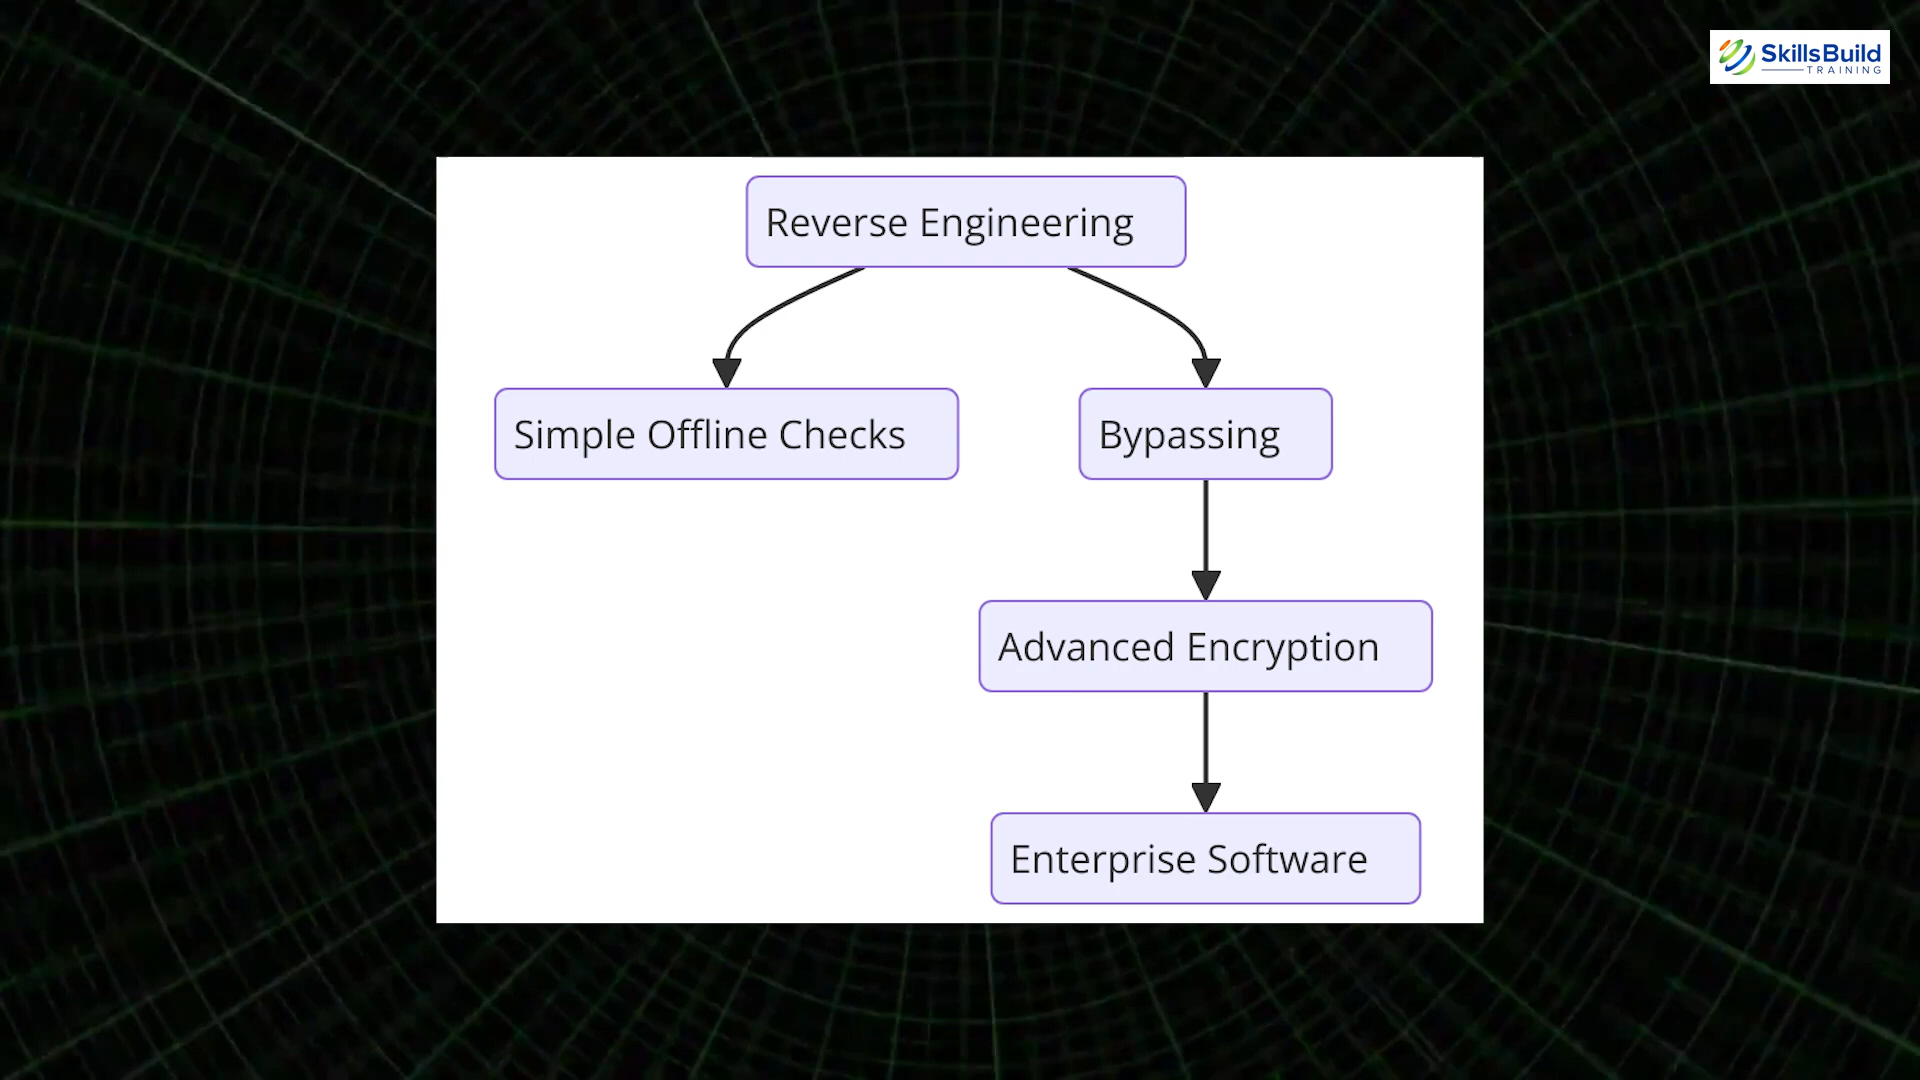 SkillsBuild
TRAINING
Reverse Engineering
Simple Offline Checks
Bypassing
Advanced Encryption
Enterprise Software